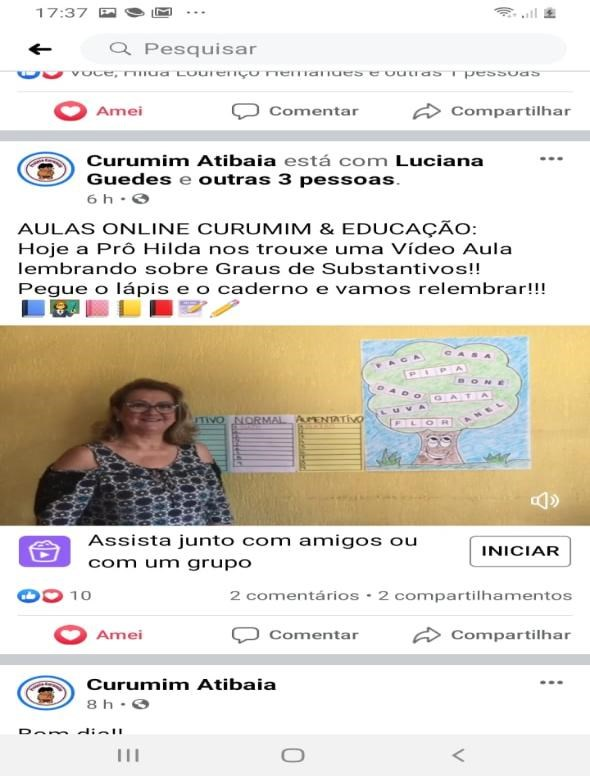 17:37
Pesquisar
Você, Hilda Lourenço Hernandes e outras 1 pessoas
Amei Comentar Compartilhar
Curumim Atibaia está com Luciana
Guedes e outras 3 pessoas.
6 h
AULAS ONLINE CURUMIM & EDUCAÇÃO:
Hoje a Prô Hilda nos trouxe uma Vídeo Aula
lembrando sobre Graus de Substantivos!!
Pegue o lápis e o caderno e vamos relembrar!!!
UTIVO NORMAL AUMENTATIVO
FACA CASA
PIPA
BONÉ
DADO GATA
LUVA ANEL
FLOR
Assista junto com amigos ou
com um grupo
INICIAR
10 2 comentários • 2 compartilhamentos
Amei Comentar Compartilhar
Curumim Atibaia
8 h
Bom dia!!